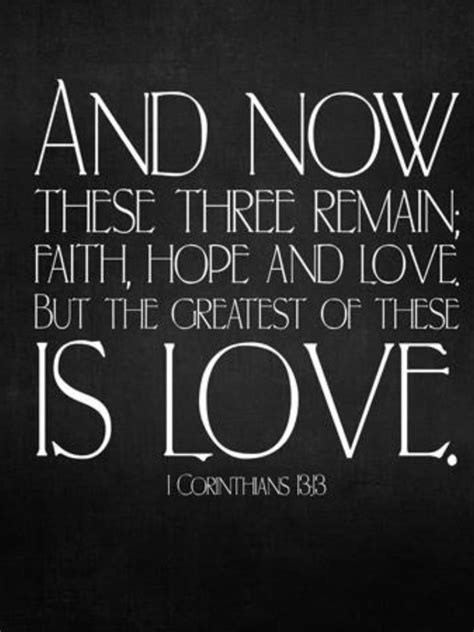 AND NOW
THESE THREE REMAIN;
FAITH, HOPE AND LOVE.
BUT THE GREATEST OF THESE
IS LOVE.
1 CORINTHIANS 13:13